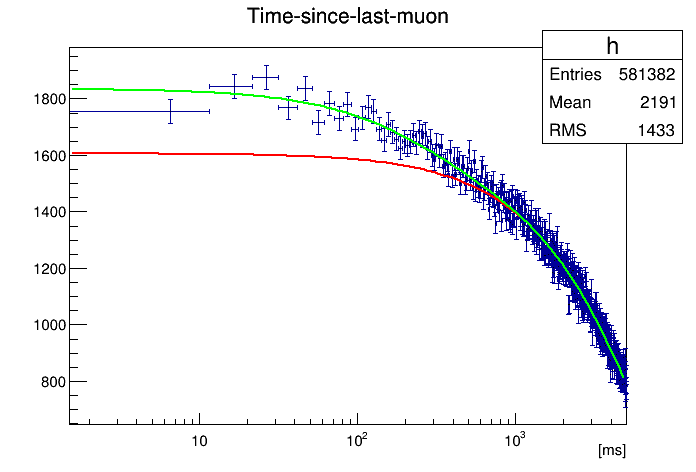 Time-since-last-muon
h
Entries 581382
Mean 2191
RMS 1433
1800
1600
1400
1200
1000
800
10
10²
10³
[ms]